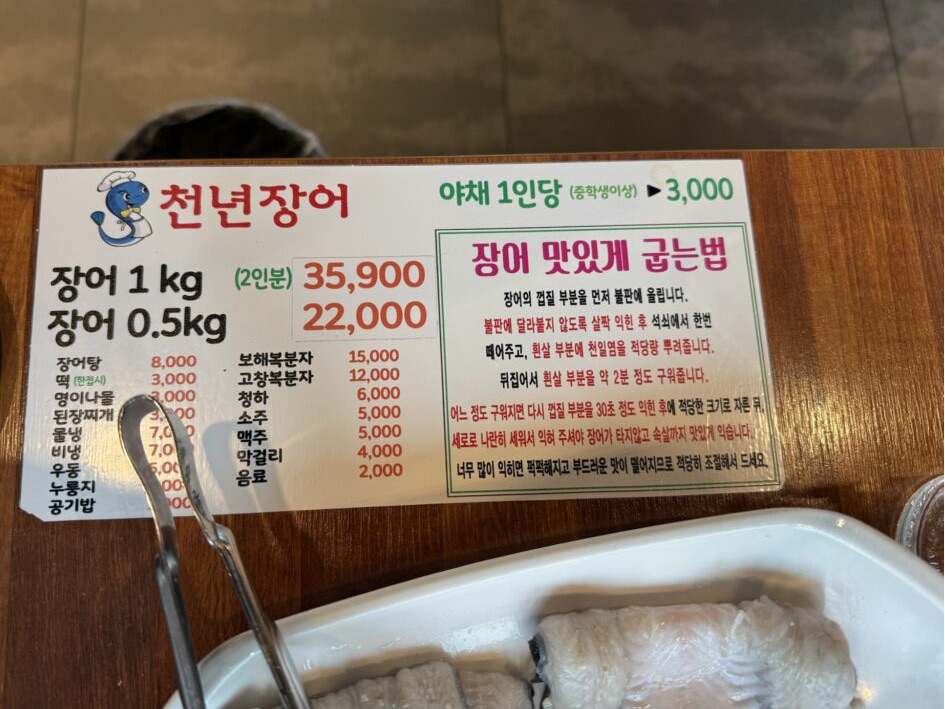 천년장어
야채 1인당 (중학생이상) ▶ 3,000
장어 1 kg (2인분) 35,900
장어 0.5kg 22,000
장어탕 8,000
떡 (한접시) 3,000
명이나물 3,000
된장찌개
물냉
비냉
우동
누룽지
공기밥
보해복분자 15,000
고창복분자 12,000
청하 6,000
소주 5,000
맥주 5,000
막걸리 4,000
음료 2,000
장어 맛있게 굽는법
장어의 껍질 부분을 먼저 불판에 올립니다.
불판에 달라붙지 않도록 살짝 익힌 후 석쇠에서 한번
떼어주고, 흰살 부분에 천일염을 적당량 뿌려줍니다.
뒤집어서 흰살 부분을 약 2분 정도 구워줍니다.
어느 정도 구워지면 다시 껍질 부분을 30초 정도 익힌 후에 적당한 크기로 자른 뒤,
세로로 나란히 세워서 익혀 주셔야 장어가 타지않고 속살까지 맛있게 익습니다.
너무 많이 익히면 퍽퍽해지고 부드러운 맛이 떨어지므로 적당히 조절해서 드세요.